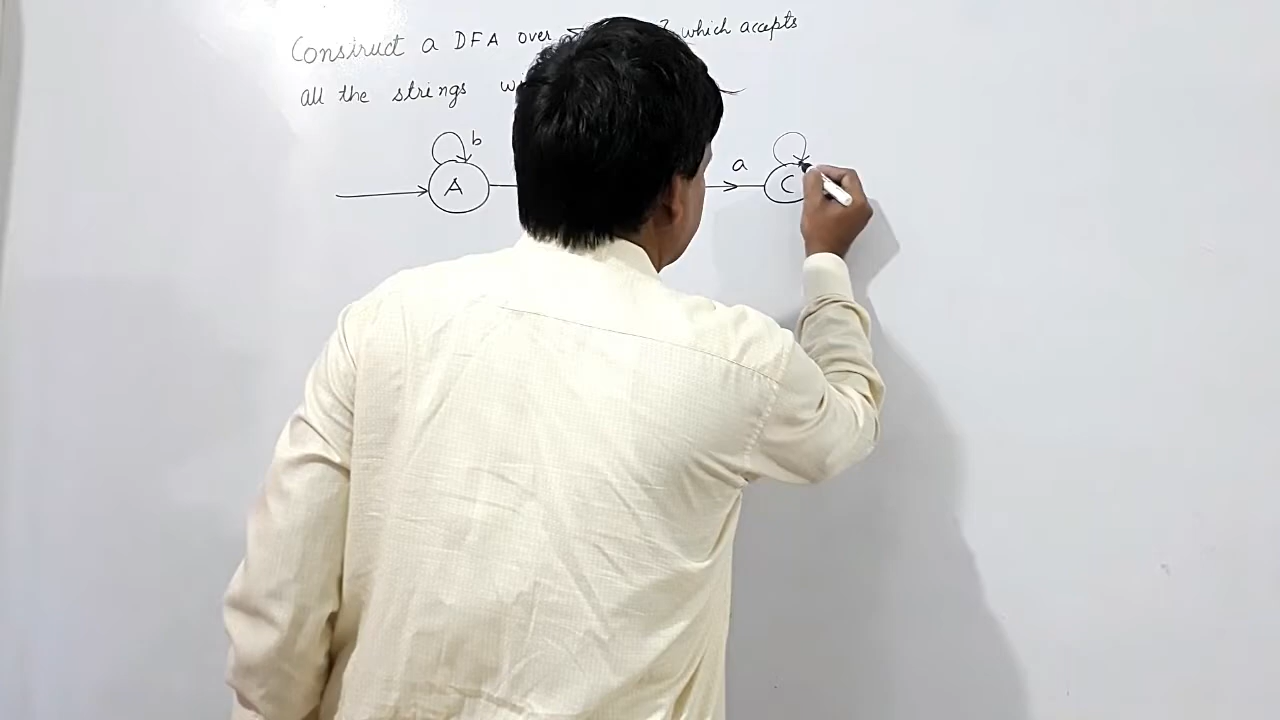 Construct a DFA over which accepts
all the strings
b
a
A
C